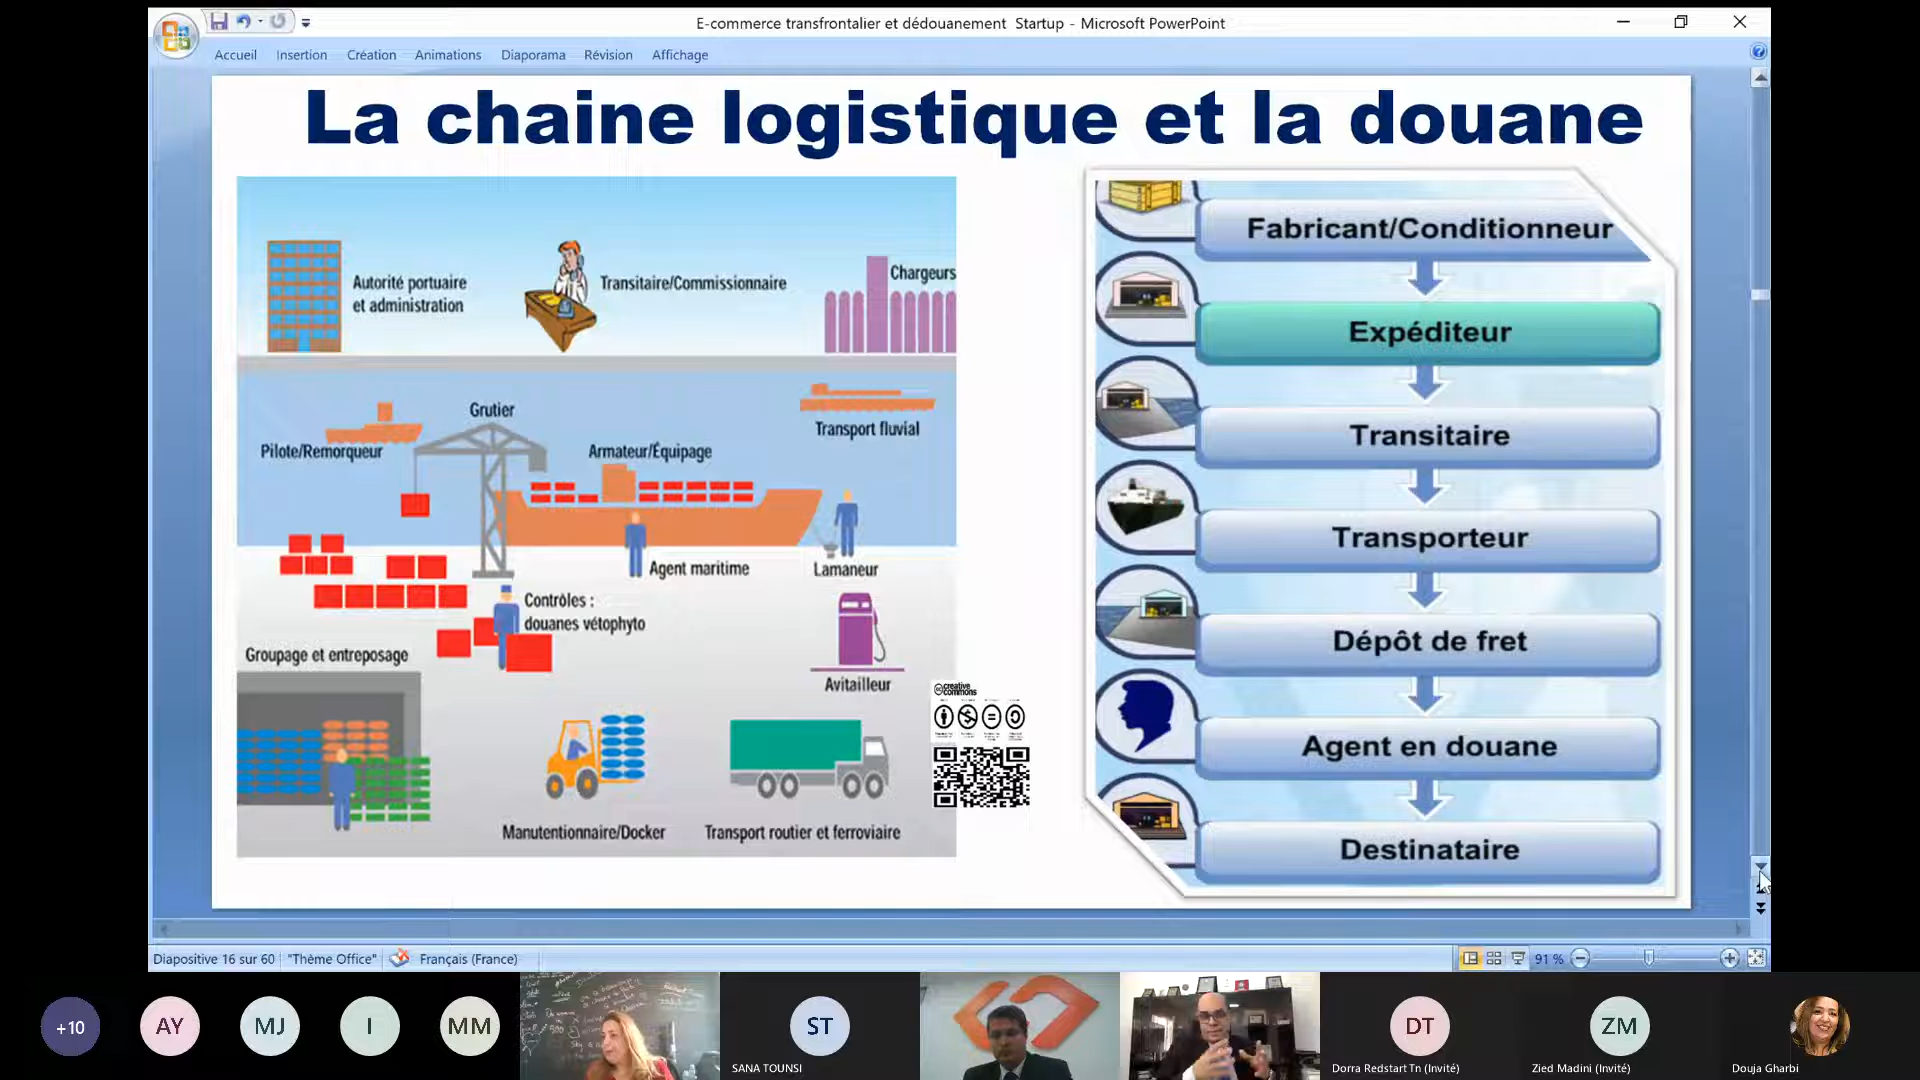 E-commerce transfrontalier et dédouanement Startup - Microsoft PowerPoint
Accueil Insertion Création Animations Diaporama Révision Affichage
La chaine logistique et la douane
Autorité portuaire
et administration
Transitaire/Commissionnaire
Chargeurs
Grutier
Pilote/Remorqueur
Armateur/Équipage
Transport fluvial
Agent maritime
Lamaneur
Contrôles :
douanes vétophyto
Groupage et entreposage
Avitailleur
creative
commons
Manutentionnaire/Docker
Transport routier et ferroviaire
Fabricant/Conditionneur
Expéditeur
Transitaire
Transporteur
Dépôt de fret
Agent en douane
Destinataire
Diapositive 16 sur 60 "Thème Office" Français (France) 91 %
+10 AY MJ I MM ST DT ZM
SANA TOUNSI Dorra Redstart Tn (Invité) Zied Madini (Invité) Douja Gharbi